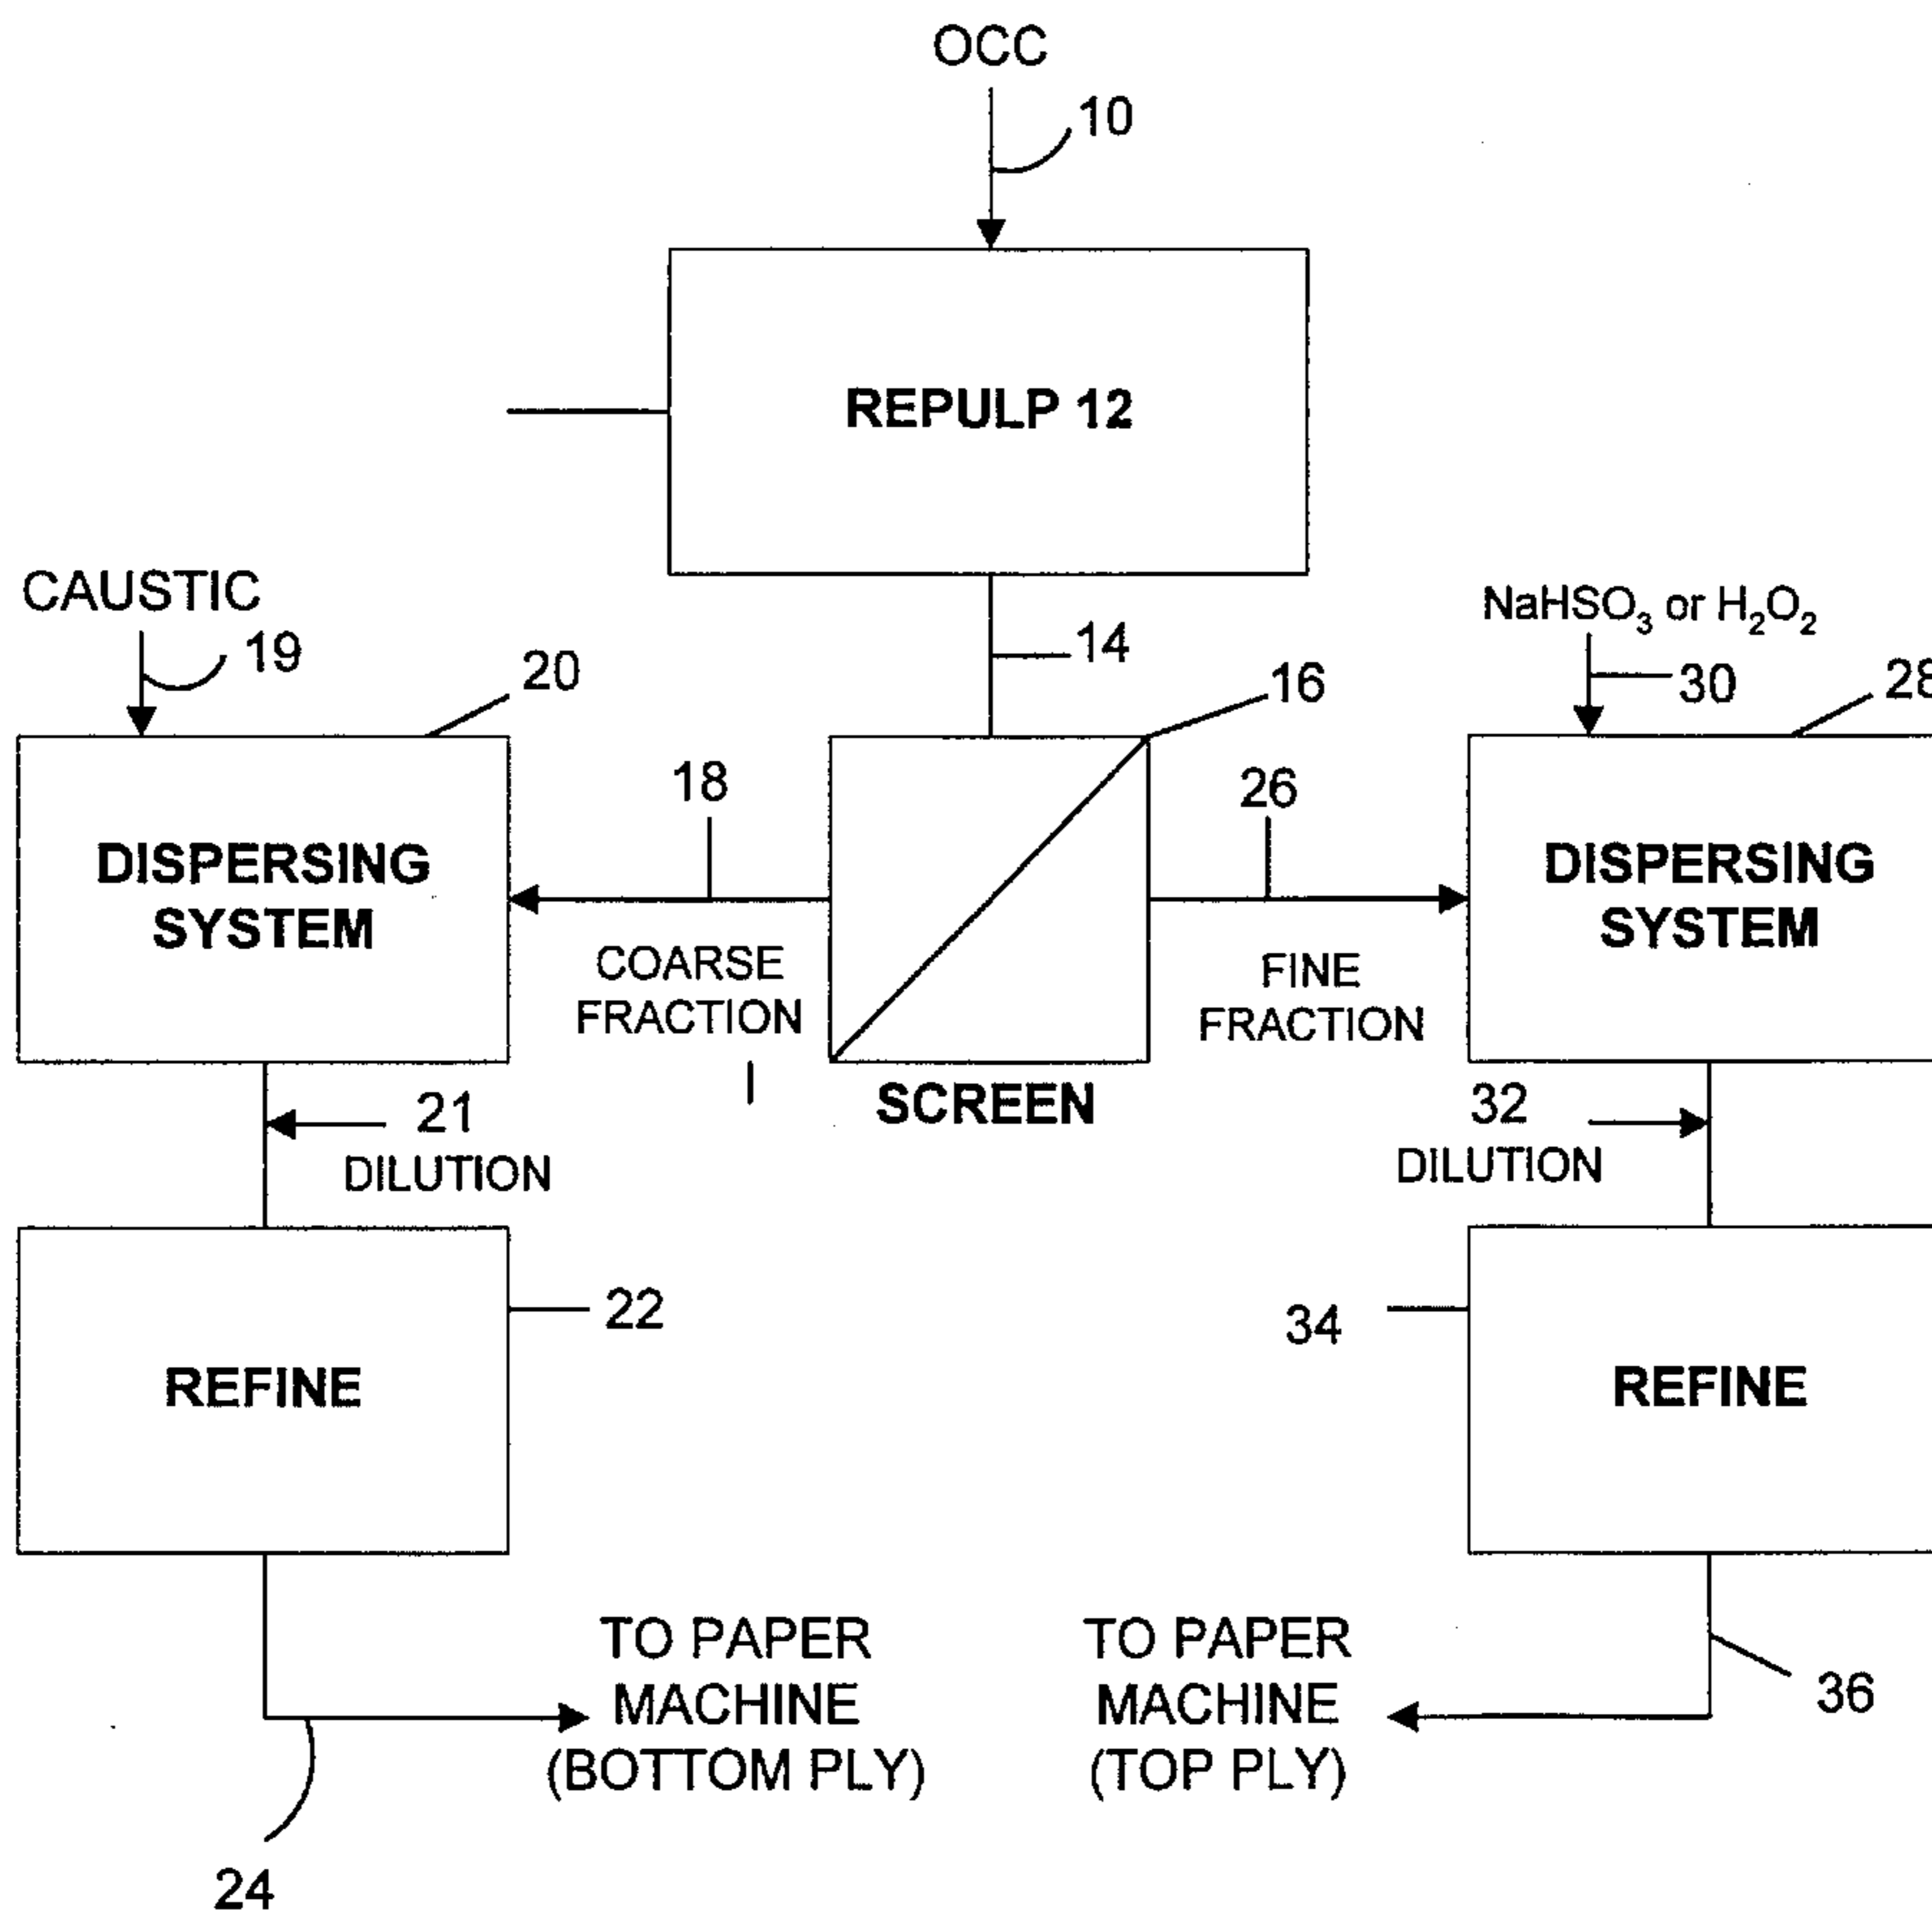 OCC
10
REPULP 12
CAUSTIC
19
20
14
16
NaHSO₃ or H₂O₂
30
28
DISPERSING
SYSTEM
18
COARSE
FRACTION
26
FINE
FRACTION
DISPERSING
SYSTEM
SCREEN
21
DILUTION
32
DILUTION
REFINE
22
34
REFINE
TO PAPER
MACHINE
(BOTTOM PLY)
TO PAPER
MACHINE
(TOP PLY)
24
36